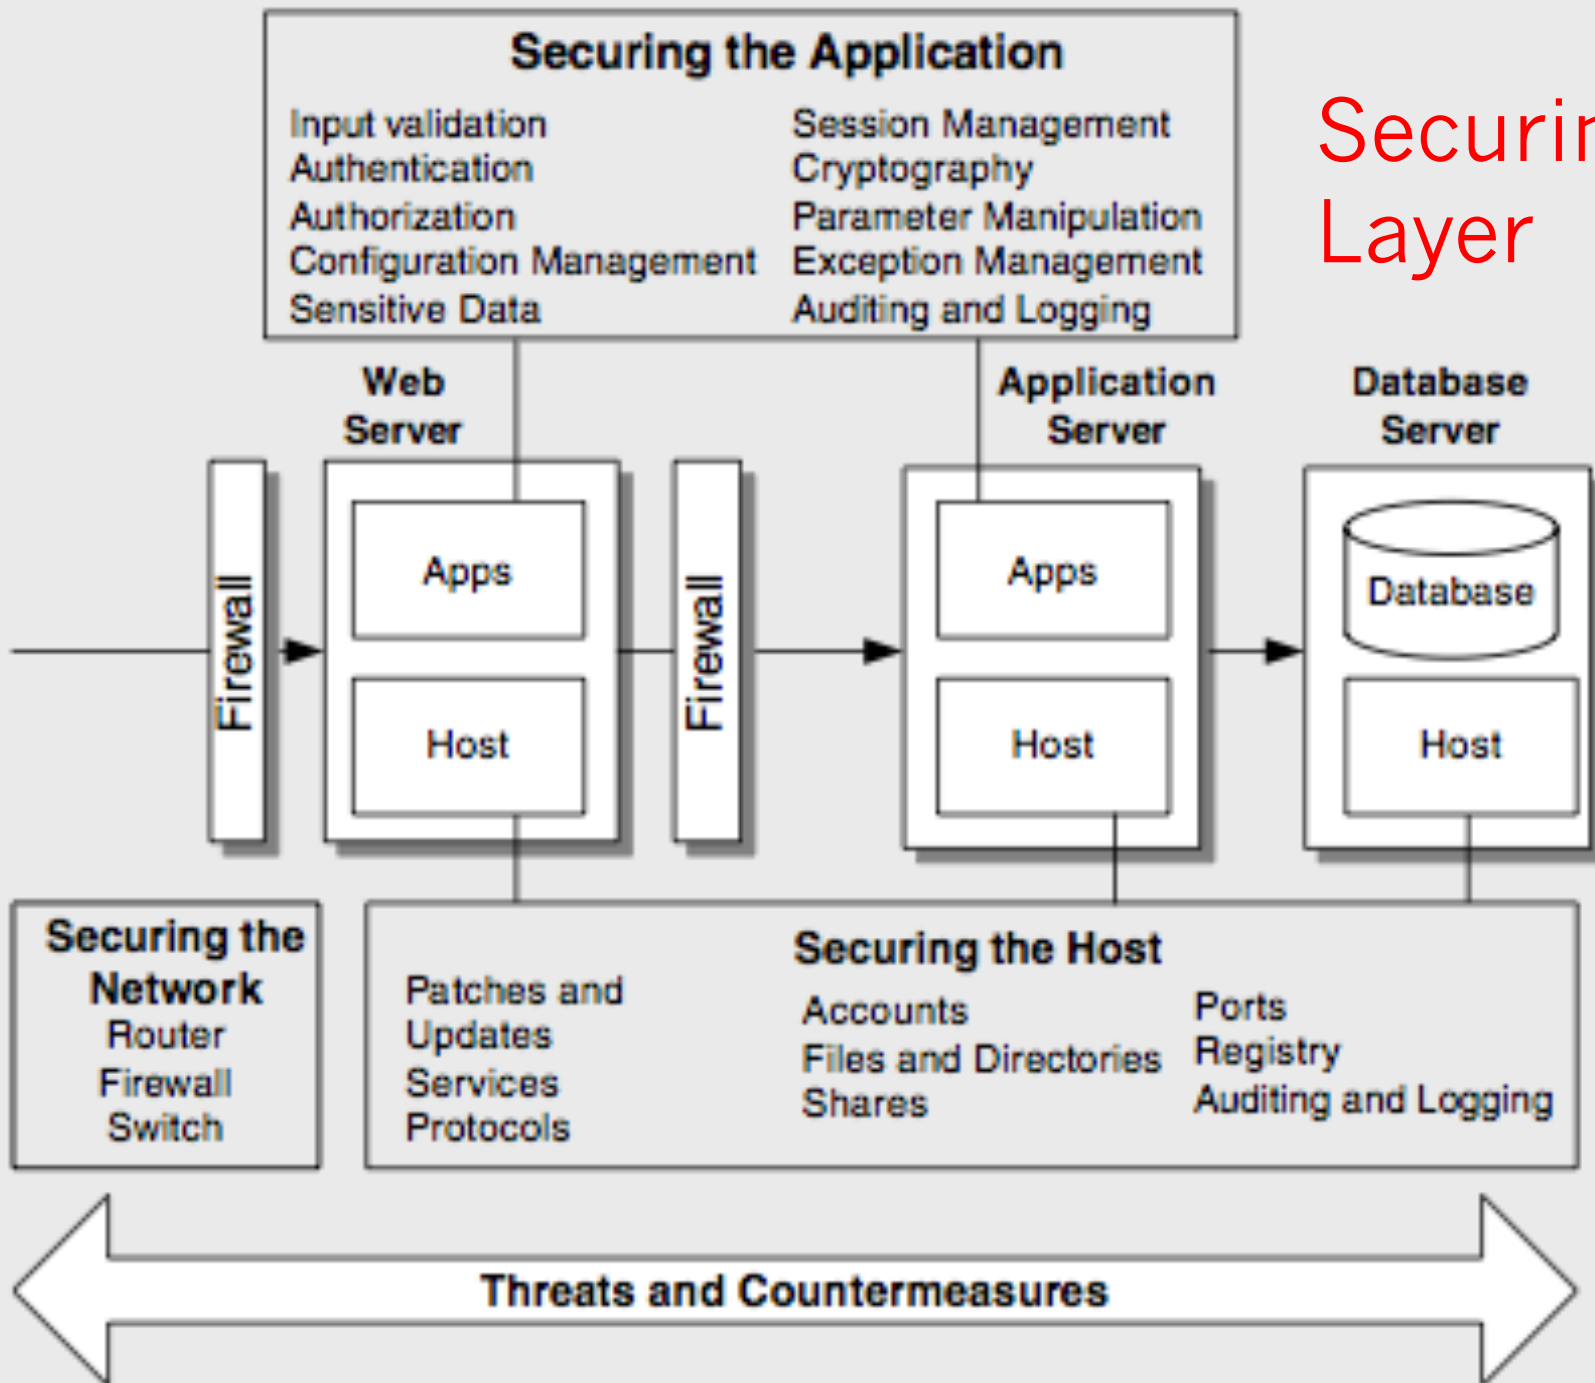 Securing the Application
Input validation
Authentication
Authorization
Configuration Management
Sensitive Data
Session Management
Cryptography
Parameter Manipulation
Exception Management
Auditing and Logging
Layer
Web
Server
Application
Server
Database
Server
Firewall
Apps
Host
Firewall
Apps
Host
Database
Host
Securing the
Network
Router
Firewall
Switch
Securing the Host
Patches and
Updates
Services
Protocols
Accounts
Files and Directories
Shares
Ports
Registry
Auditing and Logging
Threats and Countermeasures